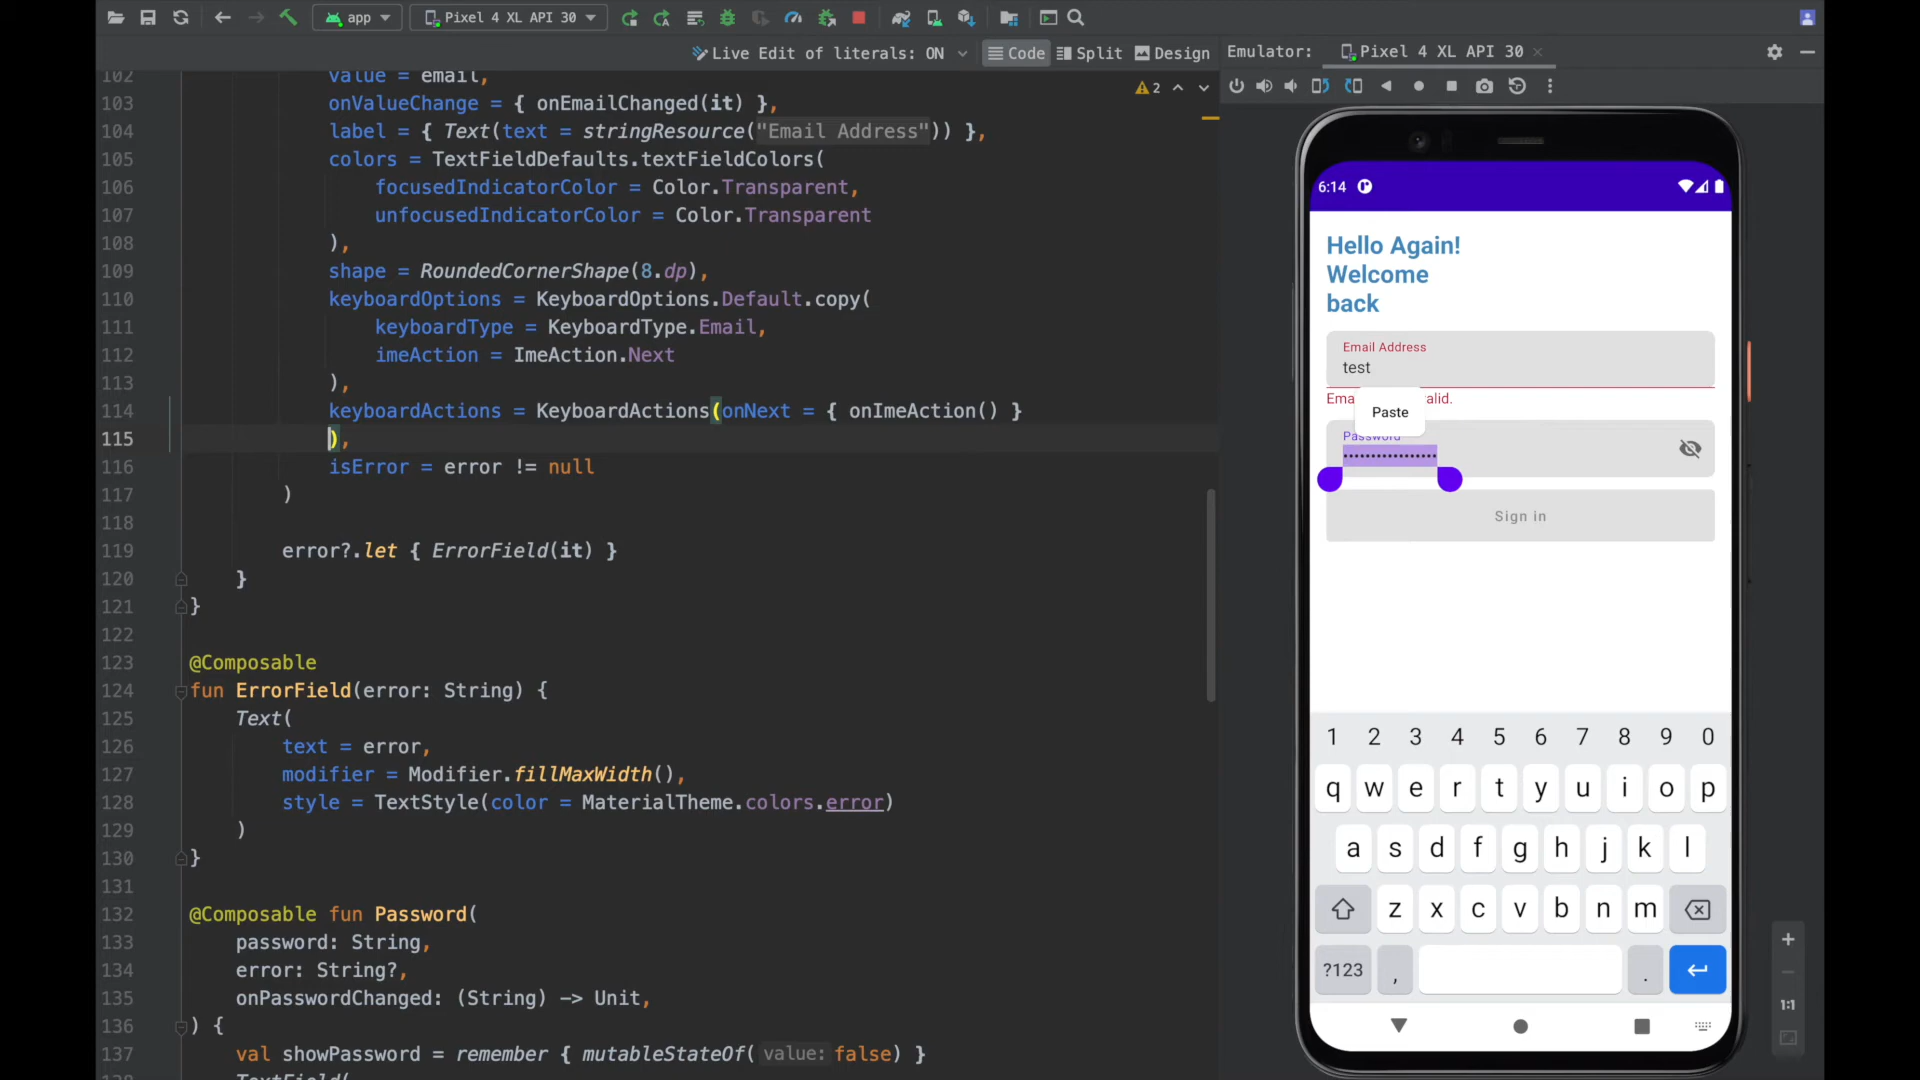 app
Pixel 4 XL API 30
Live Edit of literals: ON
Code
Split
Design
Emulator:
Pixel 4 XL API 30
2
102 value = email,
103 onValueChange = { onEmailChanged(it) },
104 label = { Text(text = stringResource("Email Address")) },
105 colors = TextFieldDefaults.textFieldColors(
106 focusedIndicatorColor = Color.Transparent,
107 unfocusedIndicatorColor = Color.Transparent
108 ),
109 shape = RoundedCornerShape(8.dp),
110 keyboardOptions = KeyboardOptions.Default.copy(
111 keyboardType = KeyboardType.Email,
112 imeAction = ImeAction.Next
113 ),
114 keyboardActions = KeyboardActions(onNext = { onImeAction() }
115 ),
116 isError = error != null
117 )
118
119 error?.let { ErrorField(it) }
120 }
121 }
122
123 @Composable
124 fun ErrorField(error: String) {
125 Text(
126 text = error,
127 modifier = Modifier.fillMaxWidth(),
128 style = TextStyle(color = MaterialTheme.colors.error)
129 )
130 }
131
132 @Composable fun Password(
133 password: String,
134 error: String?,
135 onPasswordChanged: (String) -> Unit,
136 ) {
137 val showPassword = remember { mutableStateOf( value: false) }
TextField(
6:14
Hello Again!
Welcome
back
Email Address
test
Ema
alid.
Paste
Password
•••••••••••••••••
Sign in
1 2 3 4 5 6 7 8 9 0
q w e r t y u i o p
a s d f g h j k l
z x c v b n m
?123 , .
1:1